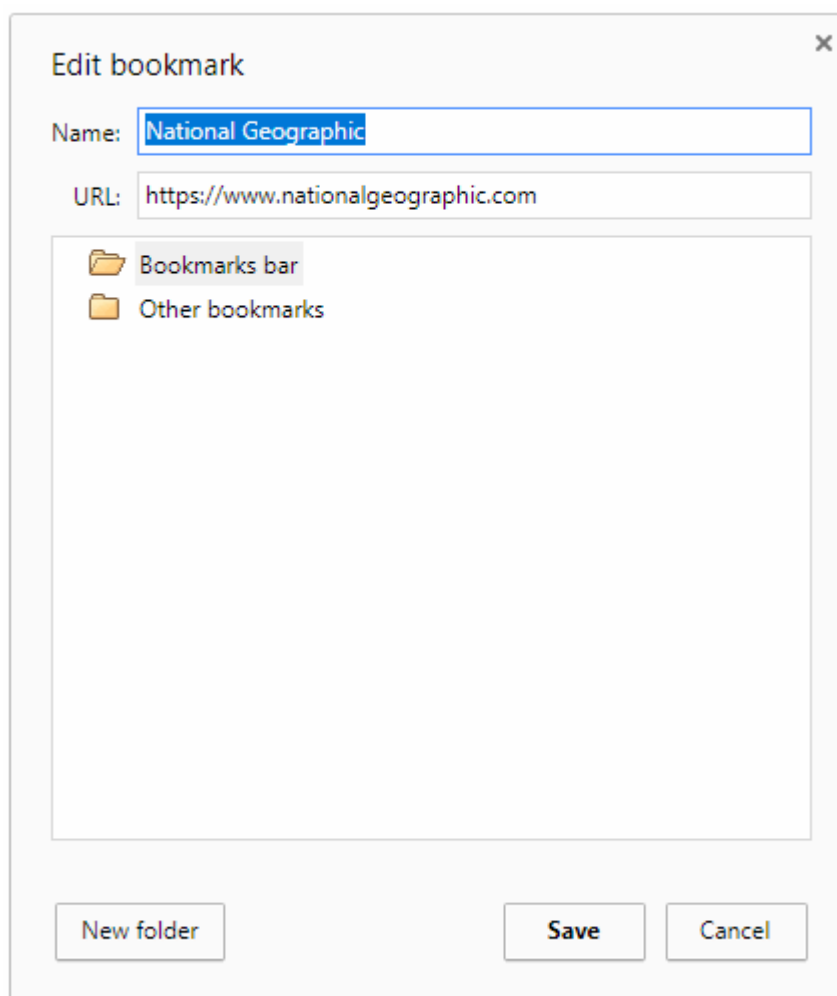 Edit bookmark
Name: National Geographic
URL: https://www.nationalgeographic.com
Bookmarks bar
Other bookmarks
New folder Save Cancel